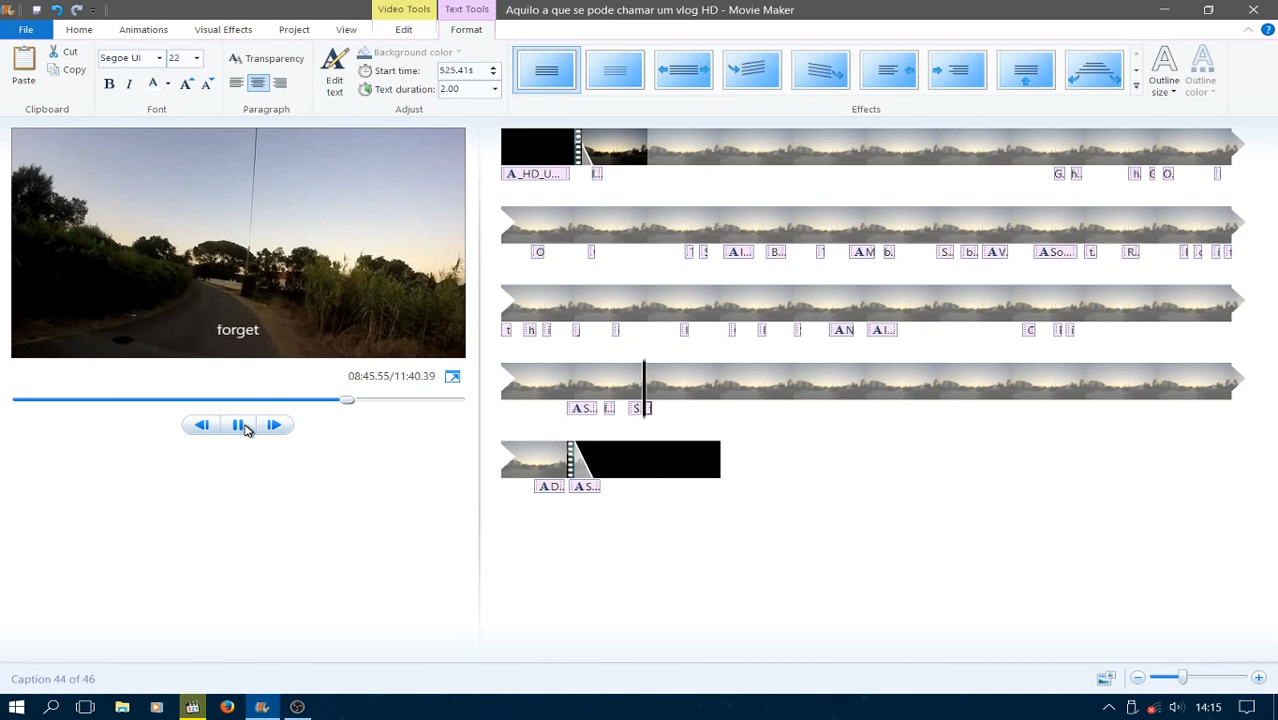 Video Tools
Text Tools
Aquilo a que se pode chamar um vlog HD - Movie Maker
File
Home
Animations
Visual Effects
Project
View
Edit
Format
Paste
Cut
Copy
Clipboard
Segoe UI
22
B
I
A
A
A
Font
Transparency
Paragraph
Edit
text
Background color
Start time:
525.41s
Text duration:
2.00
Adjust
Effects
Outline
size
Outline
color
forget
08:45.55/11:40.39
A _HD_U...
I...
G.
h.
h
O.
O
S
A I...
B...
A M
b.
S..
b..
A V.
A So...
t.
R..
t
h
i
A N
A I...
C
i
A S...
I...
S.
A D..
A S...
Caption 44 of 46
14:15